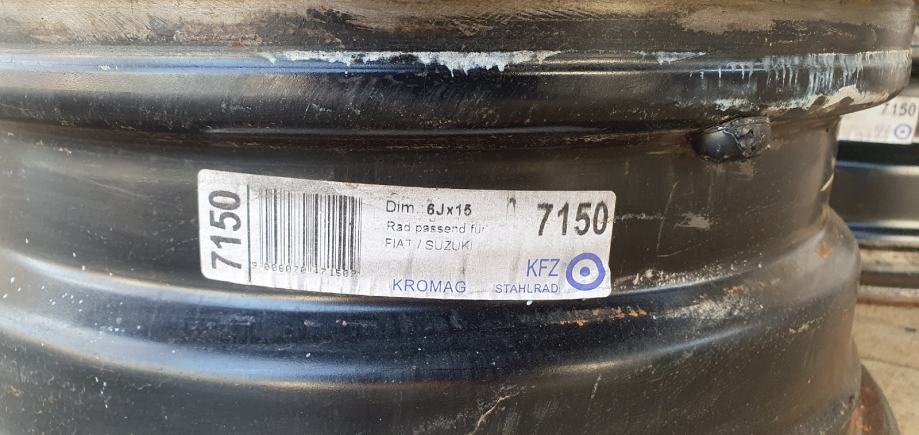 7150
Dim.: 6Jx15
Rad passend für
FIAT / SUZUKI
7150
KFZ
KROMAG
STAHLRAD
7150